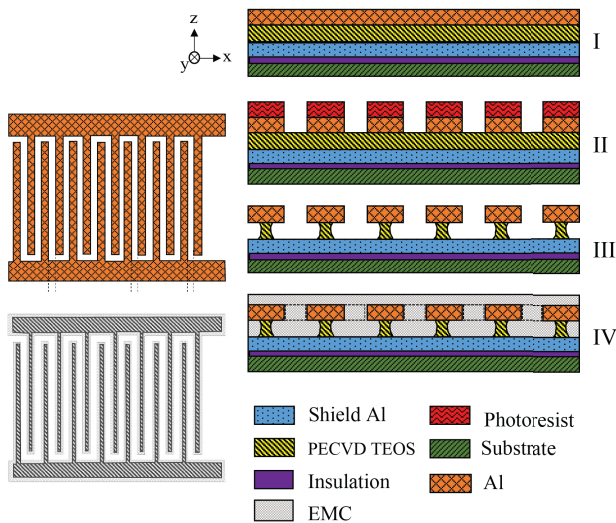 z
y
x
I
II
III
IV
Shield Al
Photoresist
PECVD TEOS
Substrate
Insulation
Al
EMC